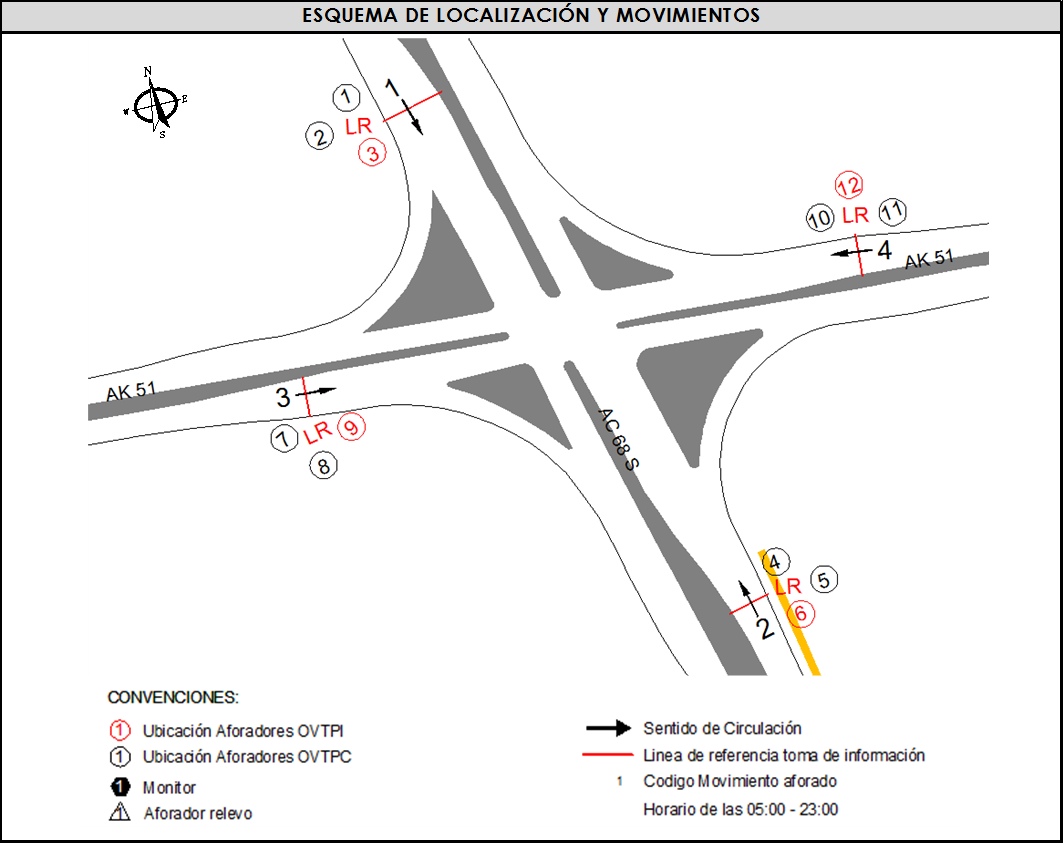 ESQUEMA DE LOCALIZACIÓN Y MOVIMIENTOS
N
W E
S
1
1
2 LR
3
12
10 LR 11
4
AK 51
AK 51
3
7 LR 9
8
AC 68 S
4
LR 5
6
2
CONVENCIONES:
1 Ubicación Aforadores OVTPI
1 Ubicación Aforadores OVTPC
1 Monitor
1 Aforador relevo
Sentido de Circulación
Linea de referencia toma de información
1 Codigo Movimiento aforado
Horario de las 05:00 - 23:00